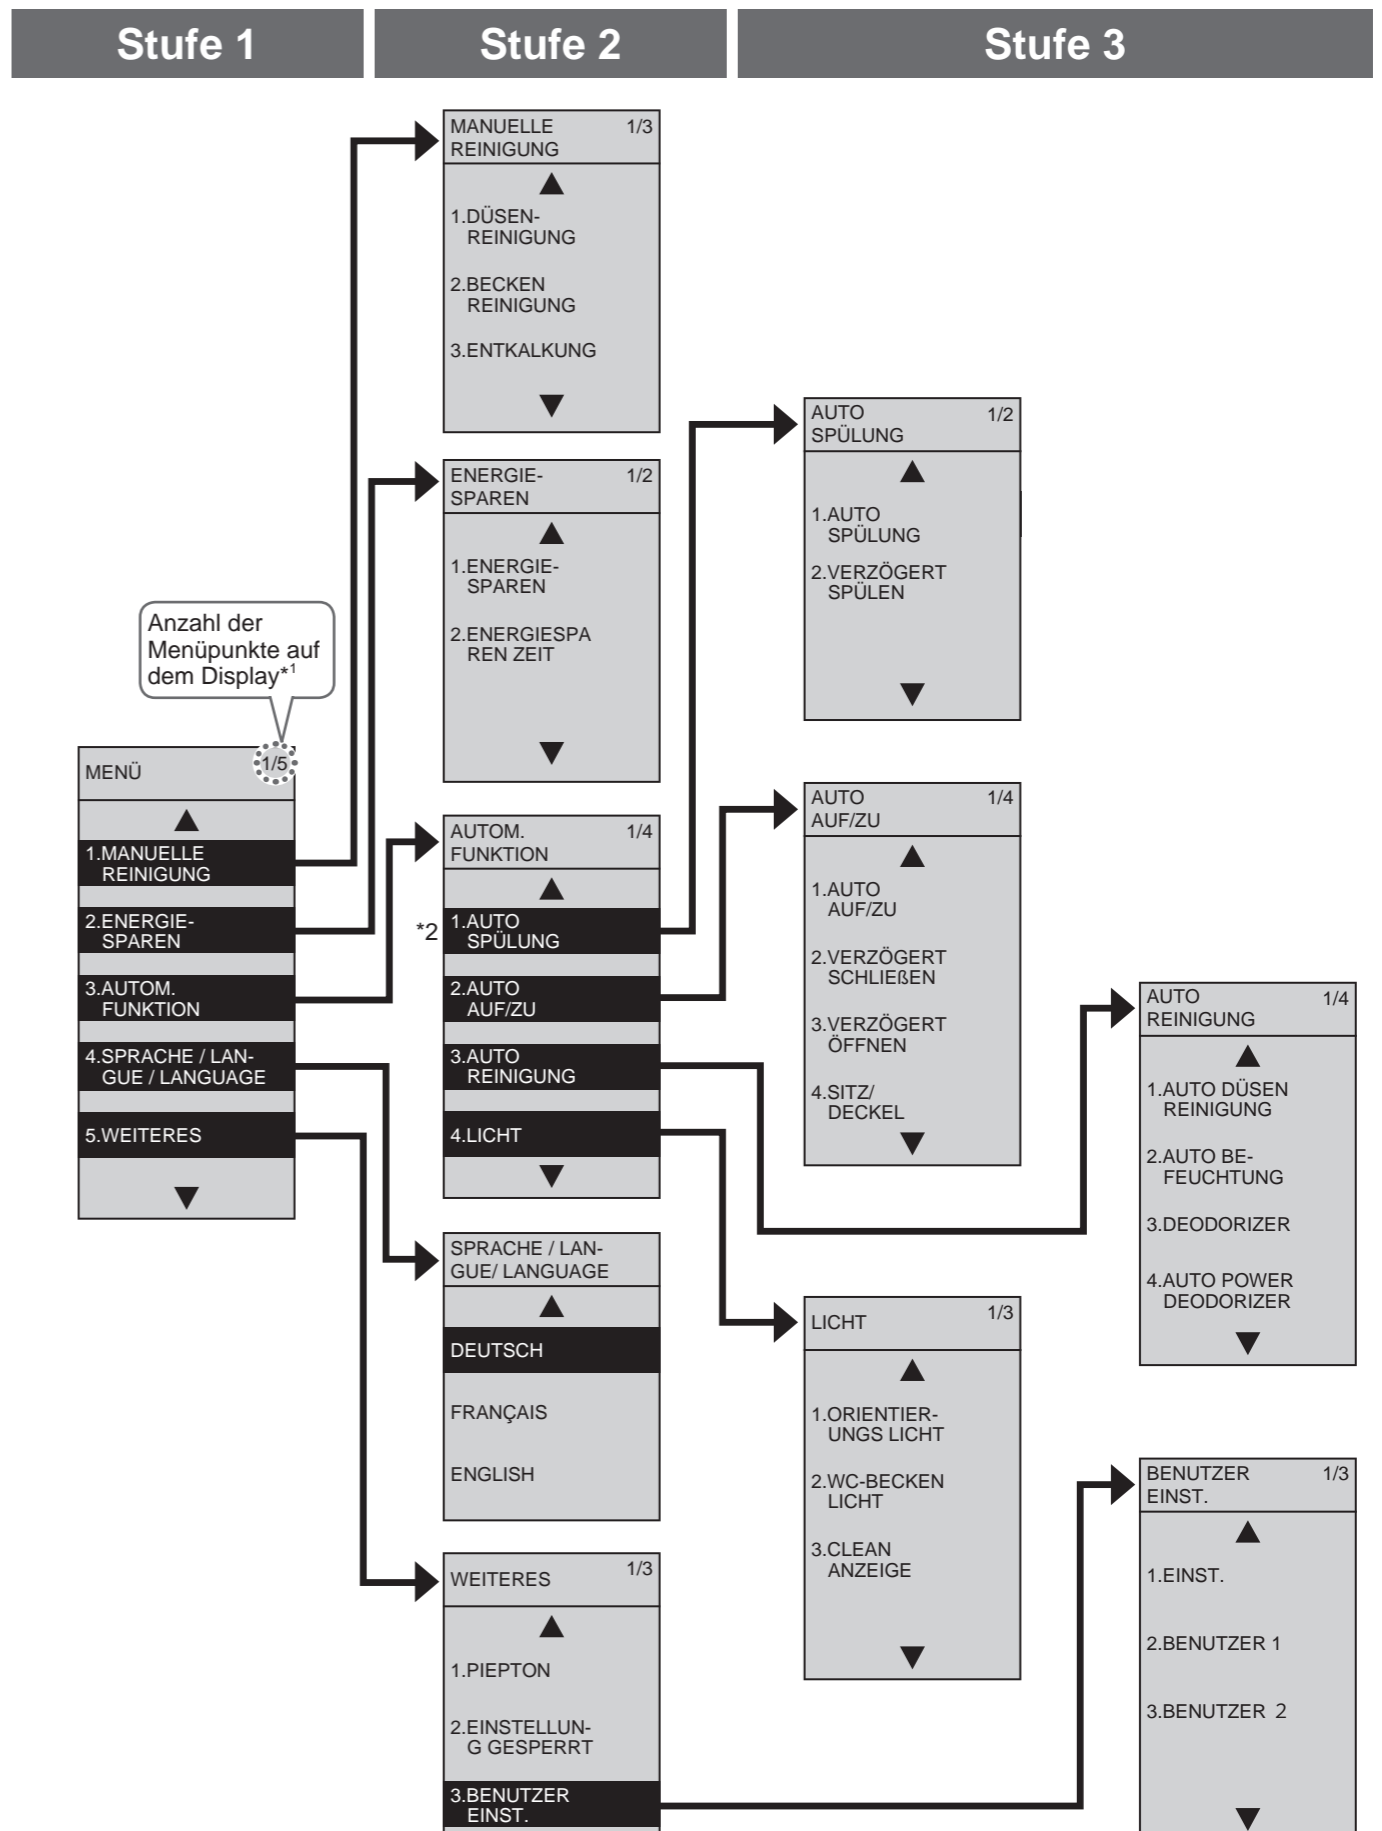 Stufe 1
Stufe 2
Stufe 3
Anzahl der
Menüpunkte auf
dem Display*1
MENÜ 1/5
1.MANUELLE
REINIGUNG
2.ENERGIE-
SPAREN
3.AUTOM.
FUNKTION
4.SPRACHE / LAN-
GUE / LANGUAGE
5.WEITERES
MANUELLE 1/3
REINIGUNG
1.DÜSEN-
REINIGUNG
2.BECKEN
REINIGUNG
3.ENTKALKUNG
ENERGIE- 1/2
SPAREN
1.ENERGIE-
SPAREN
2.ENERGIESPA
REN ZEIT
AUTOM. 1/4
FUNKTION
*2 1.AUTO
SPÜLUNG
2.AUTO
AUF/ZU
3.AUTO
REINIGUNG
4.LICHT
SPRACHE / LAN-
GUE/ LANGUAGE
DEUTSCH
FRANÇAIS
ENGLISH
WEITERES 1/3
1.PIEPTON
2.EINSTELLUN-
G GESPERRT
3.BENUTZER
EINST.
AUTO 1/2
SPÜLUNG
1.AUTO
SPÜLUNG
2.VERZÖGERT
SPÜLEN
AUTO 1/4
AUF/ZU
1.AUTO
AUF/ZU
2.VERZÖGERT
SCHLIEßEN
3.VERZÖGERT
ÖFFNEN
4.SITZ/
DECKEL
LICHT 1/3
1.ORIENTIER-
UNGS LICHT
2.WC-BECKEN
LICHT
3.CLEAN
ANZEIGE
AUTO 1/4
REINIGUNG
1.AUTO DÜSEN
REINIGUNG
2.AUTO BE-
FEUCHTUNG
3.DEODORIZER
4.AUTO POWER
DEODORIZER
BENUTZER 1/3
EINST.
1.EINST.
2.BENUTZER 1
3.BENUTZER 2